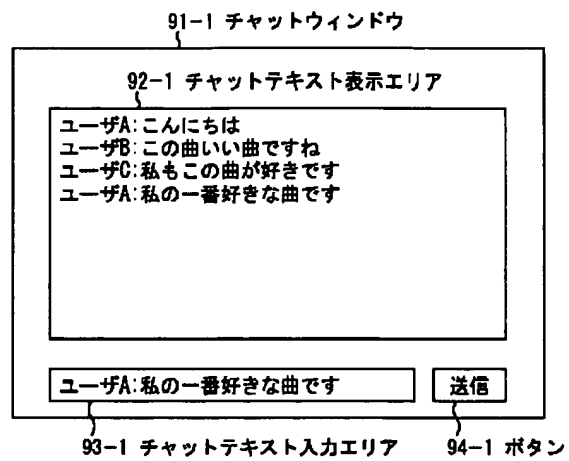 91-1 チャットウィンドウ
92-1 チャットテキスト表示エリア
ユーザA:こんにちは
ユーザB:この曲いい曲ですね
ユーザC:私もこの曲が好きです
ユーザA:私の一番好きな曲です
ユーザA:私の一番好きな曲です
送信
93-1 チャットテキスト入力エリア
94-1 ボタン